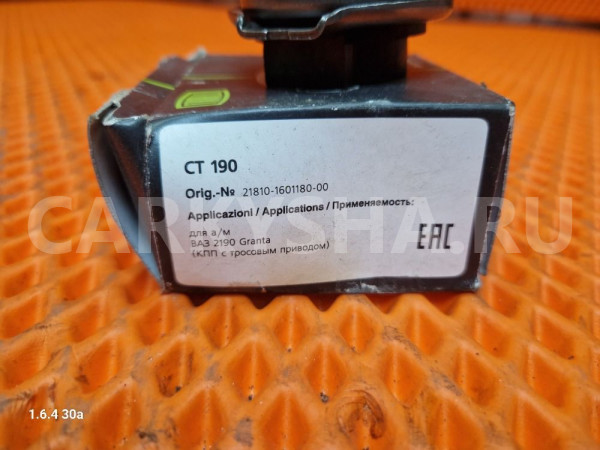 CT 190
Orig.-№ 21810-1601180-00
Applicazioni / Applications / Применяемость:
для а/м
ВАЗ 2190 Granta
(КПП с тросовым приводом)
EAC
CARKYSHA.RU
1.6.4 30a